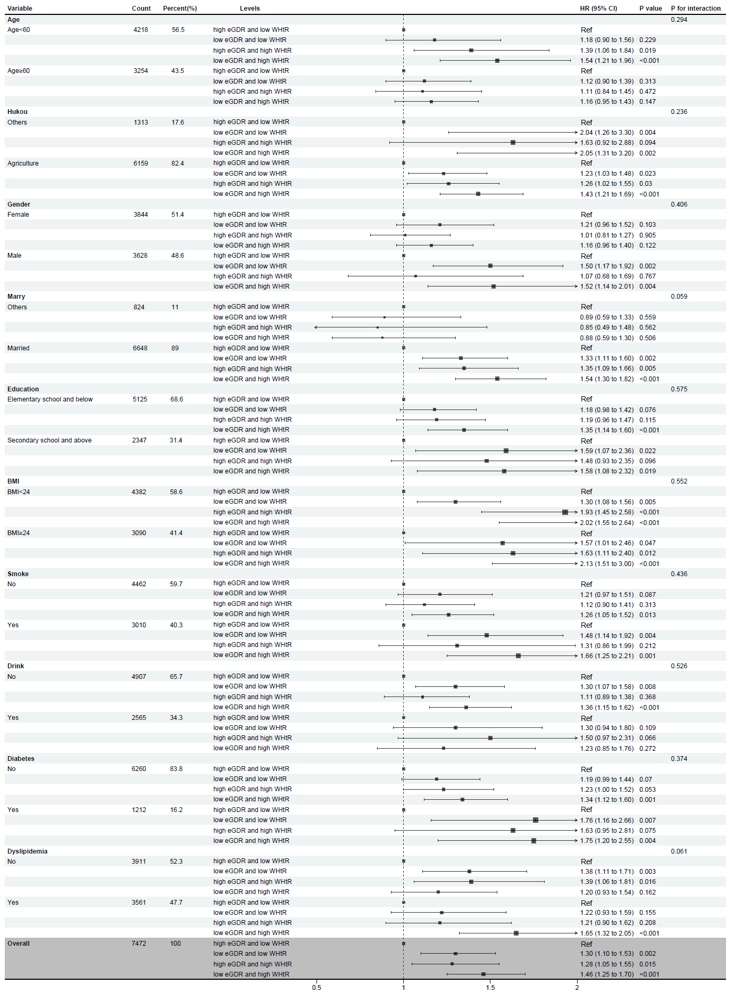 Variable Count Percent(%) Levels HR (95% CI) P value P for interaction
Age 0.294
Age<60 4218 56.5 high eGDR and low WHtR Ref
low eGDR and low WHtR 1.18 (0.90 to 1.56) 0.229
high eGDR and high WHtR 1.39 (1.06 to 1.84) 0.019
low eGDR and high WHtR 1.54 (1.21 to 1.96) <0.001
Age≥60 3254 43.5 high eGDR and low WHtR Ref
low eGDR and low WHtR 1.12 (0.90 to 1.39) 0.313
high eGDR and high WHtR 1.11 (0.84 to 1.45) 0.472
low eGDR and high WHtR 1.16 (0.95 to 1.43) 0.147
Hukou 0.236
Others 1313 17.6 high eGDR and low WHtR Ref
low eGDR and low WHtR 2.04 (1.26 to 3.30) 0.004
high eGDR and high WHtR 1.63 (0.92 to 2.88) 0.094
low eGDR and high WHtR 2.05 (1.31 to 3.20) 0.002
Agriculture 6159 82.4 high eGDR and low WHtR Ref
low eGDR and low WHtR 1.23 (1.03 to 1.48) 0.023
high eGDR and high WHtR 1.26 (1.02 to 1.55) 0.03
low eGDR and high WHtR 1.43 (1.21 to 1.69) <0.001
Gender 0.406
Female 3844 51.4 high eGDR and low WHtR Ref
low eGDR and low WHtR 1.21 (0.96 to 1.52) 0.103
high eGDR and high WHtR 1.01 (0.81 to 1.27) 0.905
low eGDR and high WHtR 1.16 (0.96 to 1.40) 0.122
Male 3628 48.6 high eGDR and low WHtR Ref
low eGDR and low WHtR 1.50 (1.17 to 1.92) 0.002
high eGDR and high WHtR 1.07 (0.68 to 1.69) 0.767
low eGDR and high WHtR 1.52 (1.14 to 2.01) 0.004
Marry 0.059
Others 824 11 high eGDR and low WHtR Ref
low eGDR and low WHtR 0.89 (0.59 to 1.33) 0.559
high eGDR and high WHtR 0.85 (0.49 to 1.48) 0.562
low eGDR and high WHtR 0.88 (0.59 to 1.30) 0.506
Married 6648 89 high eGDR and low WHtR Ref
low eGDR and low WHtR 1.33 (1.11 to 1.60) 0.002
high eGDR and high WHtR 1.35 (1.09 to 1.66) 0.005
low eGDR and high WHtR 1.54 (1.30 to 1.82) <0.001
Education 0.575
Elementary school and below 5125 68.6 high eGDR and low WHtR Ref
low eGDR and low WHtR 1.18 (0.98 to 1.42) 0.076
high eGDR and high WHtR 1.19 (0.96 to 1.47) 0.115
low eGDR and high WHtR 1.35 (1.14 to 1.60) <0.001
Secondary school and above 2347 31.4 high eGDR and low WHtR Ref
low eGDR and low WHtR 1.59 (1.07 to 2.36) 0.022
high eGDR and high WHtR 1.48 (0.93 to 2.35) 0.096
low eGDR and high WHtR 1.58 (1.08 to 2.32) 0.019
BMI 0.552
BMI<24 4382 58.6 high eGDR and low WHtR Ref
low eGDR and low WHtR 1.30 (1.08 to 1.56) 0.005
high eGDR and high WHtR 1.93 (1.45 to 2.58) <0.001
low eGDR and high WHtR 2.02 (1.55 to 2.64) <0.001
BMI≥24 3090 41.4 high eGDR and low WHtR Ref
low eGDR and low WHtR 1.57 (1.01 to 2.46) 0.047
high eGDR and high WHtR 1.63 (1.11 to 2.40) 0.012
low eGDR and high WHtR 2.13 (1.51 to 3.00) <0.001
Smoke 0.436
No 4462 59.7 high eGDR and low WHtR Ref
low eGDR and low WHtR 1.21 (0.97 to 1.51) 0.087
high eGDR and high WHtR 1.12 (0.90 to 1.41) 0.313
low eGDR and high WHtR 1.26 (1.05 to 1.52) 0.013
Yes 3010 40.3 high eGDR and low WHtR Ref
low eGDR and low WHtR 1.48 (1.14 to 1.92) 0.004
high eGDR and high WHtR 1.31 (0.86 to 1.99) 0.212
low eGDR and high WHtR 1.66 (1.25 to 2.21) 0.001
Drink 0.526
No 4907 65.7 high eGDR and low WHtR Ref
low eGDR and low WHtR 1.30 (1.07 to 1.58) 0.008
high eGDR and high WHtR 1.11 (0.89 to 1.38) 0.368
low eGDR and high WHtR 1.36 (1.15 to 1.62) <0.001
Yes 2565 34.3 high eGDR and low WHtR Ref
low eGDR and low WHtR 1.30 (0.94 to 1.80) 0.109
high eGDR and high WHtR 1.50 (0.97 to 2.31) 0.066
low eGDR and high WHtR 1.23 (0.85 to 1.76) 0.272
Diabetes 0.374
No 6260 83.8 high eGDR and low WHtR Ref
low eGDR and low WHtR 1.19 (0.99 to 1.44) 0.07
high eGDR and high WHtR 1.23 (1.00 to 1.52) 0.053
low eGDR and high WHtR 1.34 (1.12 to 1.60) 0.001
Yes 1212 16.2 high eGDR and low WHtR Ref
low eGDR and low WHtR 1.76 (1.16 to 2.66) 0.007
high eGDR and high WHtR 1.63 (0.95 to 2.81) 0.075
low eGDR and high WHtR 1.75 (1.20 to 2.55) 0.004
Dyslipidemia 0.061
No 3911 52.3 high eGDR and low WHtR Ref
low eGDR and low WHtR 1.38 (1.11 to 1.71) 0.003
high eGDR and high WHtR 1.39 (1.06 to 1.81) 0.016
low eGDR and high WHtR 1.20 (0.93 to 1.54) 0.162
Yes 3561 47.7 high eGDR and low WHtR Ref
low eGDR and low WHtR 1.22 (0.93 to 1.59) 0.155
high eGDR and high WHtR 1.21 (0.90 to 1.62) 0.208
low eGDR and high WHtR 1.65 (1.32 to 2.05) <0.001
Overall 7472 100 high eGDR and low WHtR Ref
low eGDR and low WHtR 1.30 (1.10 to 1.53) 0.002
high eGDR and high WHtR 1.28 (1.05 to 1.55) 0.015
low eGDR and high WHtR 1.46 (1.25 to 1.70) <0.001
0.5 1 1.5 2